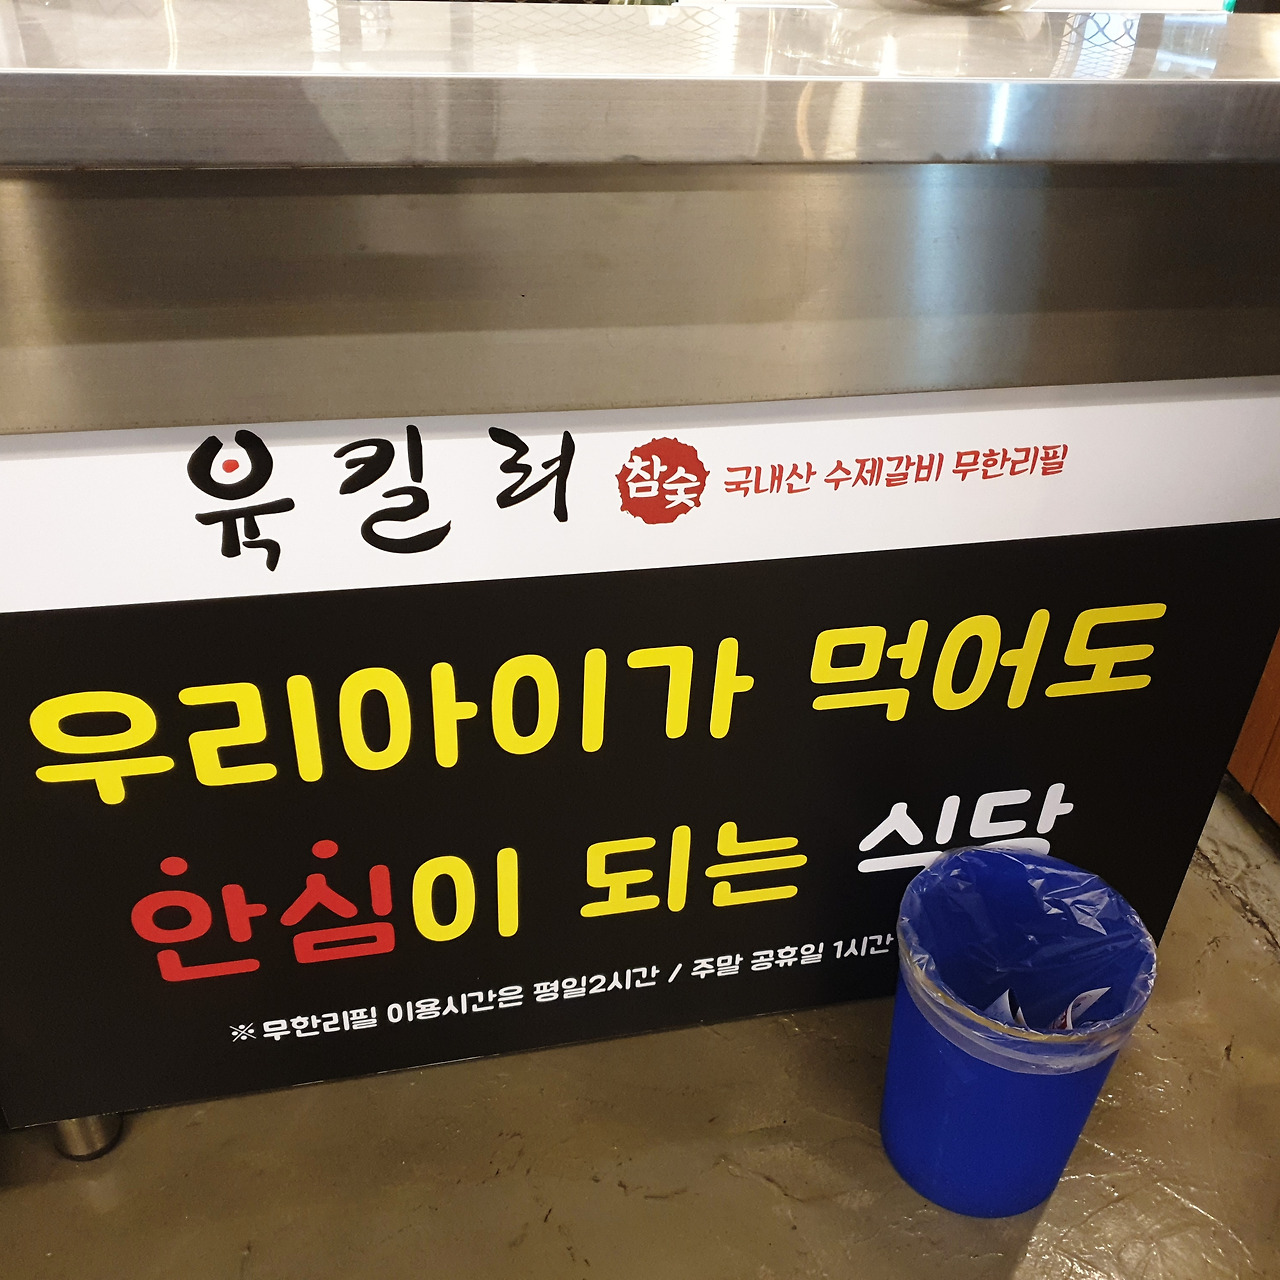 육킬려 참숯 국내산 수제갈비 무한리필
우리아이가 먹어도
안심이 되는 식당
※무한리필 이용시간은 평일2시간 / 주말 공휴일 1시간